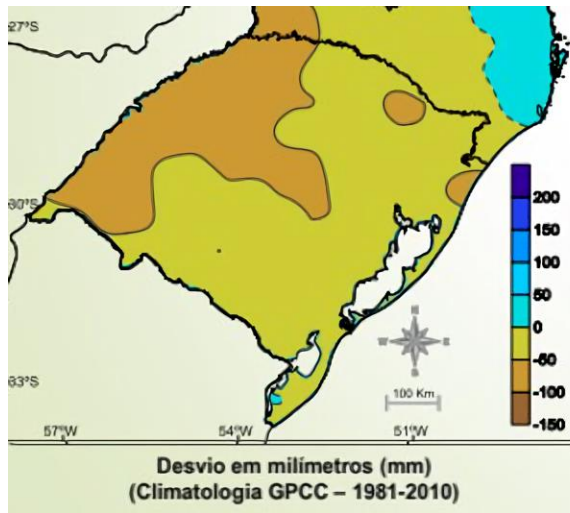 27°S
30°S
33°S
57°W
54°W
51°W
N
W
E
S
100 Km
200
150
100
50
0
-50
-100
-150
Desvio em milímetros (mm)
(Climatologia GPCC – 1981-2010)